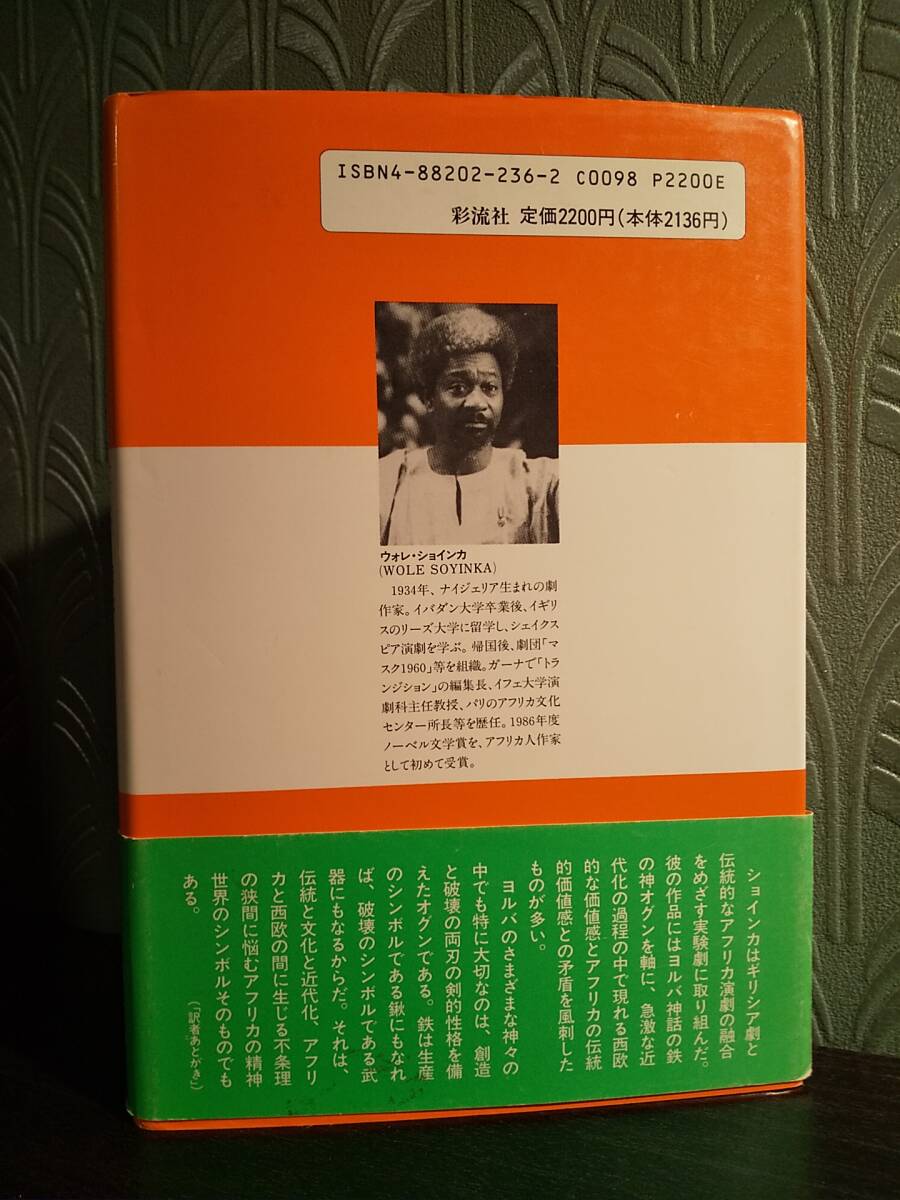 ISBN4-88202-236-2 C0098 P2200E
彩流社 定価2200円(本体2136円)
ウォレ・ショインカ
(WOLE SOYINKA)
1934年、ナイジェリア生まれの劇
作家。イバダン大学卒業後、イギリ
スのリーズ大学に留学し、シェイクス
ピア演劇を学ぶ。帰国後、劇団「マ
スク1960」等を組織。ガーナで「トラ
ンジション」の編集長、イフェ大学演
劇科主任教授、パリのアフリカ文化
センター所長等を歴任。1986年度
ノーベル文学賞を、アフリカ人作家
として初めて受賞。
ショインカはギリシア劇と
伝統的なアフリカ演劇の融合
をめざす実験劇に取り組んだ。
彼の作品にはヨルバ神話の鉄
の神オグンを軸に、急激な近
代化の過程の中で現れる西欧
的な価値感とアフリカの伝統
的価値感との矛盾を風刺した
ものが多い。
ヨルバのさまざまな神々の
中でも特に大切なのは、創造
と破壊の両刃の剣的性格を備
えたオグンである。鉄は生産
のシンボルである鍬にもなれ
ば、破壊のシンボルである武
器にもなるからだ。それは、
伝統と文化と近代化、アフリ
カと西欧の間に生じる不条理
の狭間に悩むアフリカの精神
世界のシンボルそのものでも
ある。
(「訳者あとがき」)